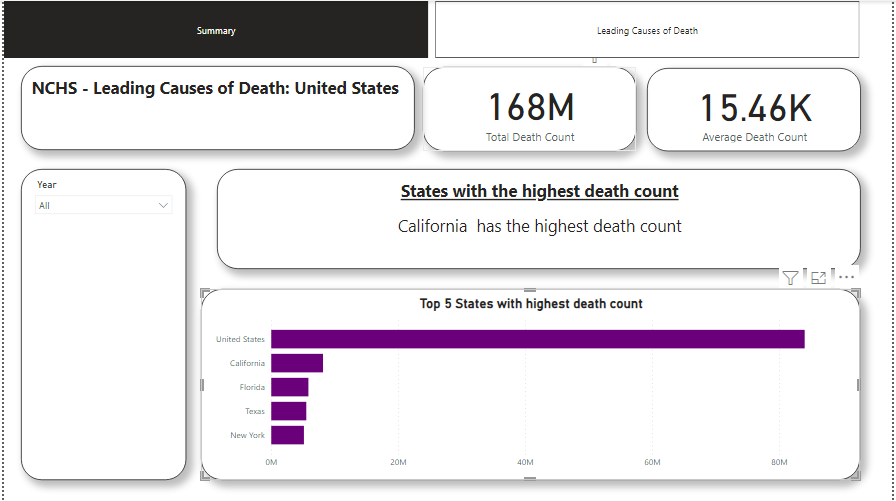 Summary
Leading Causes of Death
NCHS - Leading Causes of Death: United States
168M
Total Death Count
15.46K
Average Death Count
Year
All
States with the highest death count
California  has the highest death count
Top 5 States with highest death count
United States
California
Florida
Texas
New York
0M 20M 40M 60M 80M